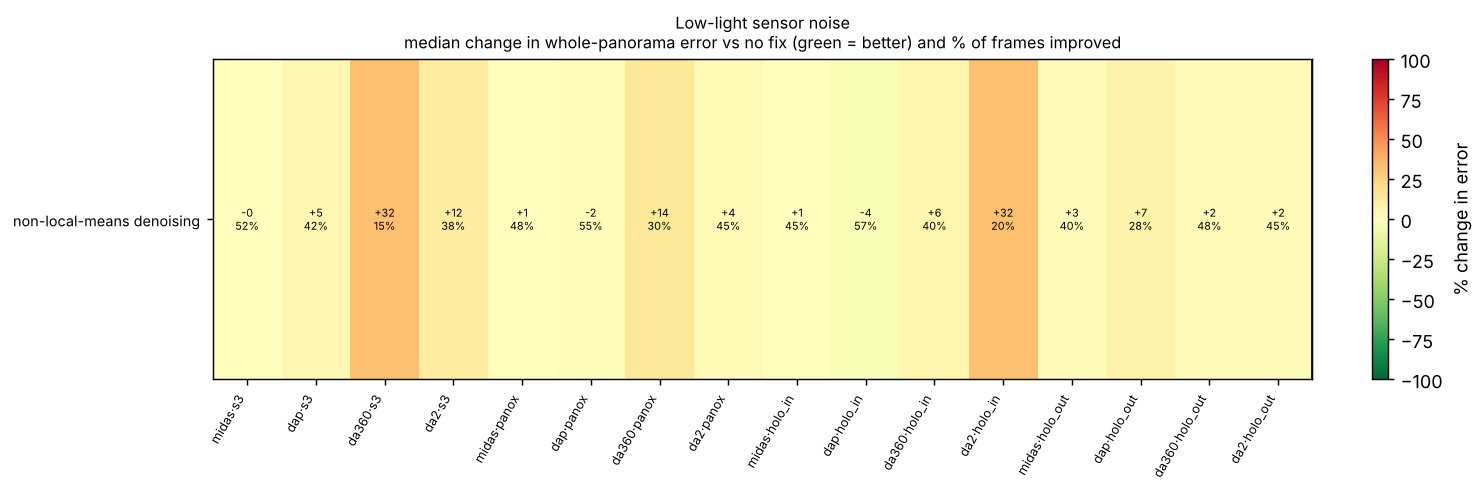 Low-light sensor noise
median change in whole-panorama error vs no fix (green = better) and % of frames improved
non-local-means denoising
-0 +5 +32 +12 +1 -2 +14 +4 +1 -4 +6 +32 +3 +7 +2 +2
52% 42% 15% 38% 48% 55% 30% 45% 45% 57% 40% 20% 40% 28% 48% 45%
midas·s3
dap·s3
da360·s3
da2·s3
midas·panox
dap·panox
da360·panox
da2·panox
midas·holo_in
dap·holo_in
da360·holo_in
da2·holo_in
midas·holo_out
dap·holo_out
da360·holo_out
da2·holo_out
100
75
50
25
0
−25
−50
−75
−100
% change in error